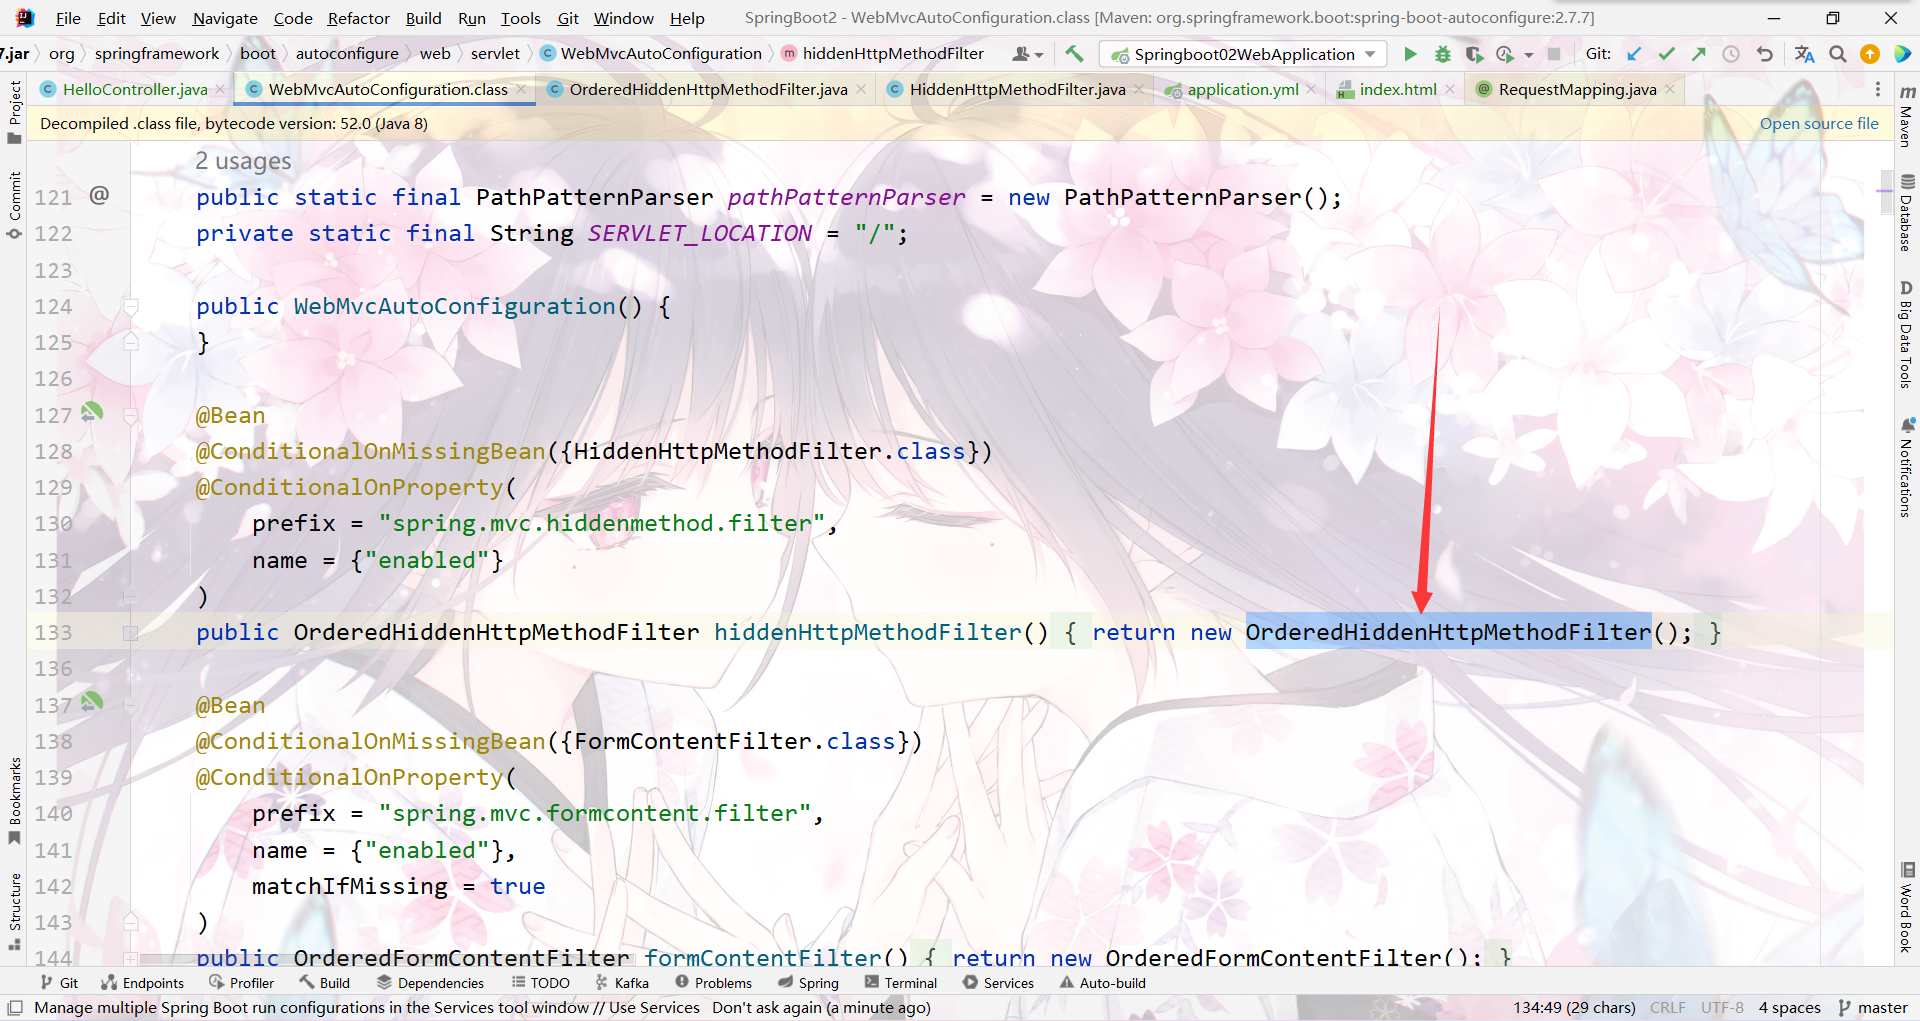 File Edit View Navigate Code Refactor Build Run Tools Git Window Help SpringBoot2 - WebMvcAutoConfiguration.class [Maven: org.springframework.boot:spring-boot-autoconfigure:2.7.7]
7.jar org springframework boot autoconfigure web servlet WebMvcAutoConfiguration hiddenHttpMethodFilter Springboot02WebApplication Git:
HelloController.java WebMvcAutoConfiguration.class OrderedHiddenHttpMethodFilter.java HiddenHttpMethodFilter.java application.yml index.html RequestMapping.java
Decompiled .class file, bytecode version: 52.0 (Java 8) Open source file
2 usages
121 @ public static final PathPatternParser pathPatternParser = new PathPatternParser();
122 private static final String SERVLET_LOCATION = "/";
123
124 public WebMvcAutoConfiguration() {
125 }
126
127 @Bean
128 @ConditionalOnMissingBean({HiddenHttpMethodFilter.class})
129 @ConditionalOnProperty(
130 prefix = "spring.mvc.hiddenmethod.filter",
131 name = {"enabled"}
132 )
133 public OrderedHiddenHttpMethodFilter hiddenHttpMethodFilter() { return new OrderedHiddenHttpMethodFilter(); }
136
137 @Bean
138 @ConditionalOnMissingBean({FormContentFilter.class})
139 @ConditionalOnProperty(
140 prefix = "spring.mvc.formcontent.filter",
141 name = {"enabled"},
142 matchIfMissing = true
143 )
144 public OrderedFormContentFilter formContentFilter() { return new OrderedFormContentFilter(); }
Project
Commit
Bookmarks
Structure
Maven
Database
Big Data Tools
Notifications
Word Book
Git Endpoints Profiler Build Dependencies TODO Kafka Problems Spring Terminal Services Auto-build
Manage multiple Spring Boot run configurations in the Services tool window // Use Services Don't ask again (a minute ago) 134:49 (29 chars) CRLF UTF-8 4 spaces master